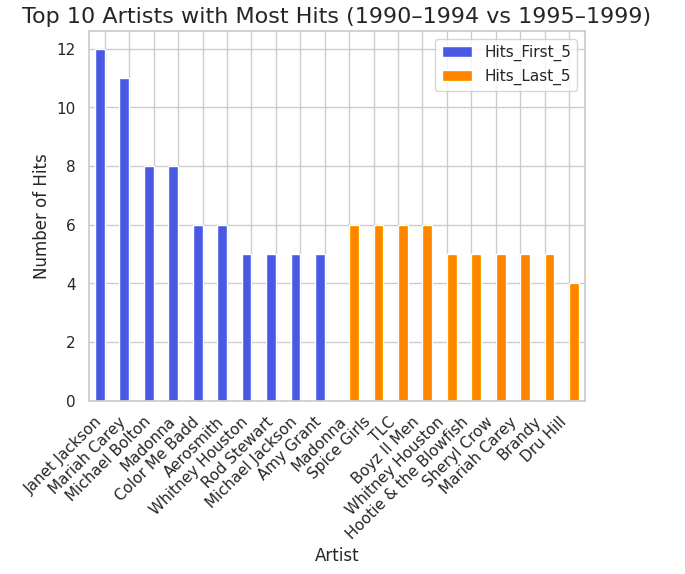 Top 10 Artists with Most Hits (1990–1994 vs 1995–1999)
Hits_First_5
Hits_Last_5
Number of Hits
12
10
8
6
4
2
0
Janet Jackson
Mariah Carey
Michael Bolton
Madonna
Color Me Badd
Aerosmith
Whitney Houston
Rod Stewart
Michael Jackson
Amy Grant
Madonna
Spice Girls
TLC
Boyz II Men
Whitney Houston
Hootie & the Blowfish
Sheryl Crow
Mariah Carey
Brandy
Dru Hill
Artist